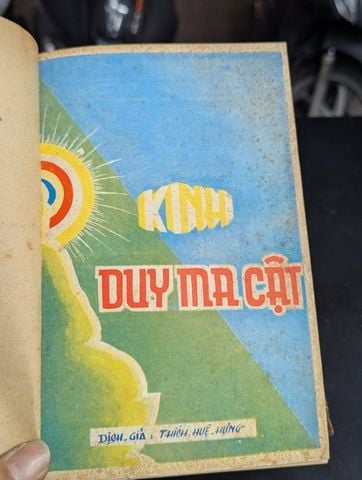 KINH
DUY MA CẬT
DỊCH - GIẢ : THÍCH - HUỆ - HƯNG